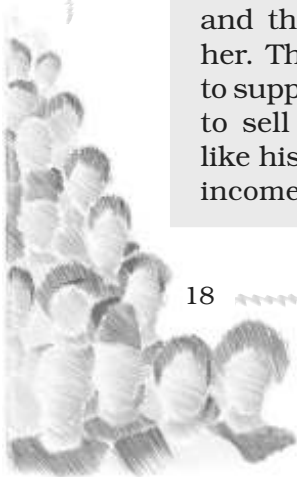 and th
her. Th
to supp
to sell
like his
income
18